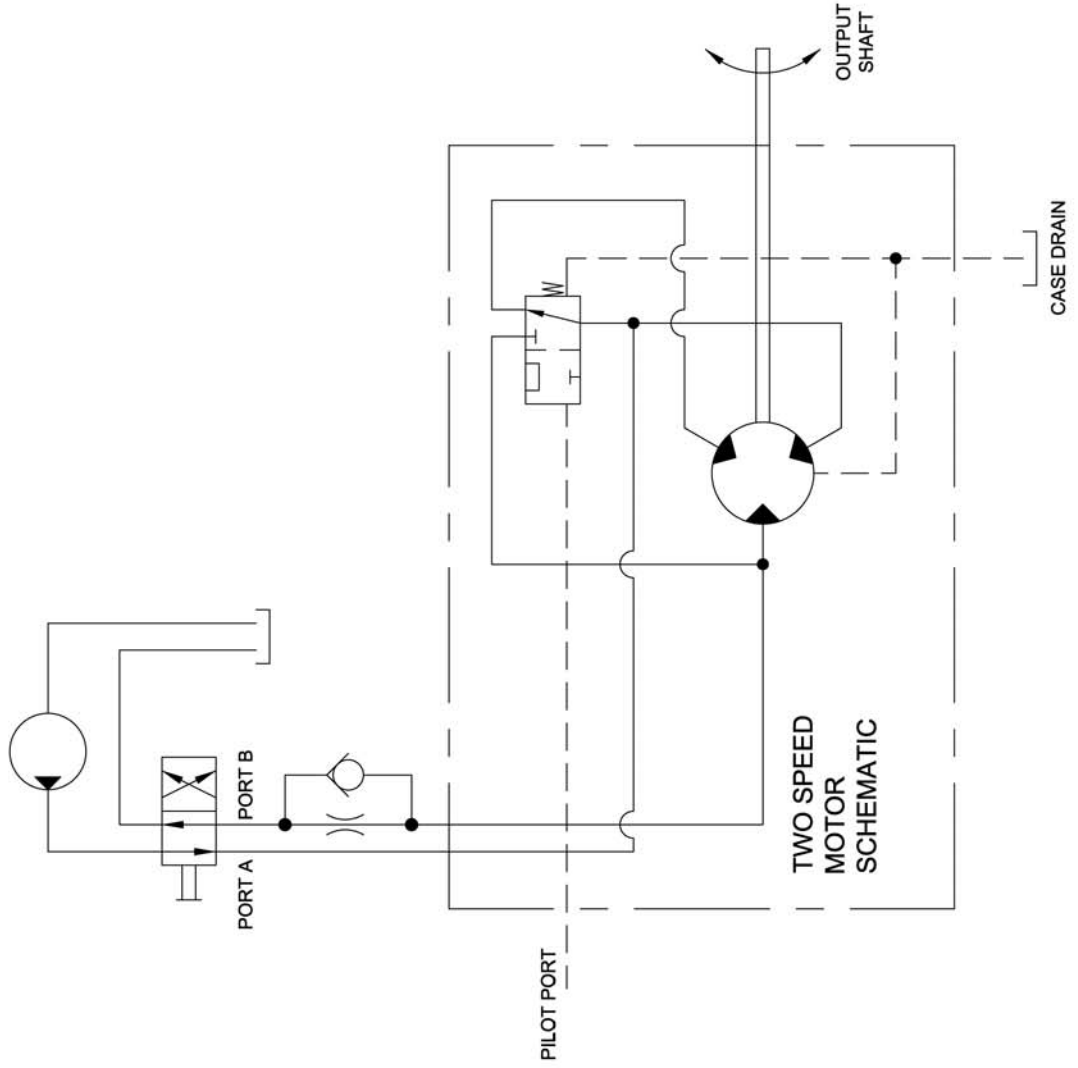 OUTPUT
SHAFT
PORT A
PORT B
CASE DRAIN
TWO SPEED
MOTOR
SCHEMATIC
PILOT PORT